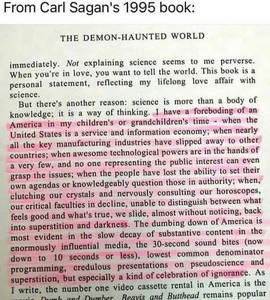 From Carl Sagan's 1995 book:
THE DEMON-HAUNTED WORLD
immediately. Not explaining science seems to me perverse.
When you're in love, you want to tell the world. This book is a
personal statement, reflecting my lifelong love affair with
science.
But there's another reason: science is more than a body of
knowledge; it is a way of thinking. I have a foreboding of an
America in my children's or grandchildren's time - when the
United States is a service and information economy; when nearly
all the key manufacturing industries have slipped away to other
countries; when awesome technological powers are in the hands of
a very few, and no one representing the public interest can even
grasp the issues; when the people have lost the ability to set their
own agendas or knowledgeably question those in authority; when,
clutching our crystals and nervously consulting our horoscopes,
our critical faculties in decline, unable to distinguish between what
feels good and what's true, we slide, almost without noticing, back
into superstition and darkness. The dumbing down of America is
most evident in the slow decay of substantive content in the
enormously influential media, the 30-second sound bites (now
down to 10 seconds or less), lowest common denominator
programming, credulous presentations on pseudoscience and
superstition, but especially a kind of celebration of ignorance. As
I write, the number one video cassette rental in America is the
Dumb and Dumber. Beavis and Butthead remains popular